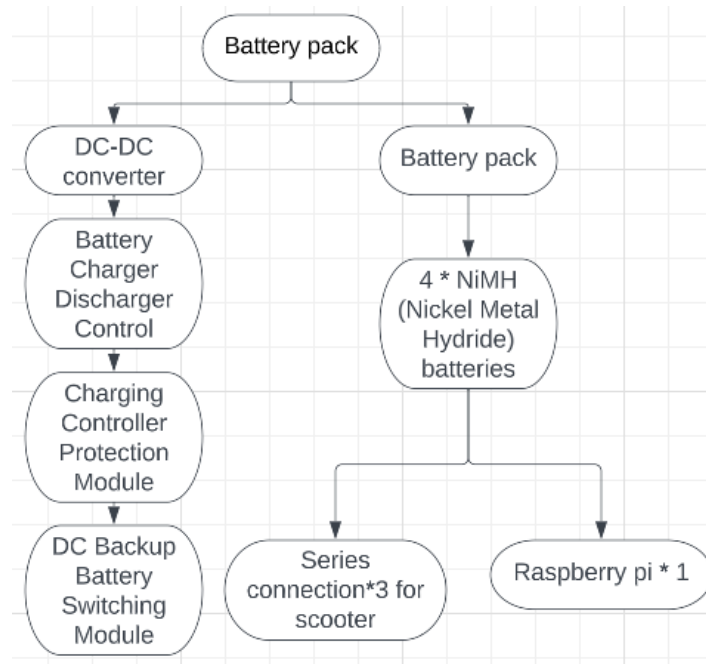 Battery pack
DC-DC
converter
Battery
Charger
Discharger
Control
Charging
Controller
Protection
Module
DC Backup
Battery
Switching
Module
Battery pack
4 * NiMH
(Nickel Metal
Hydride)
batteries
Series
connection*3 for
scooter
Raspberry pi * 1